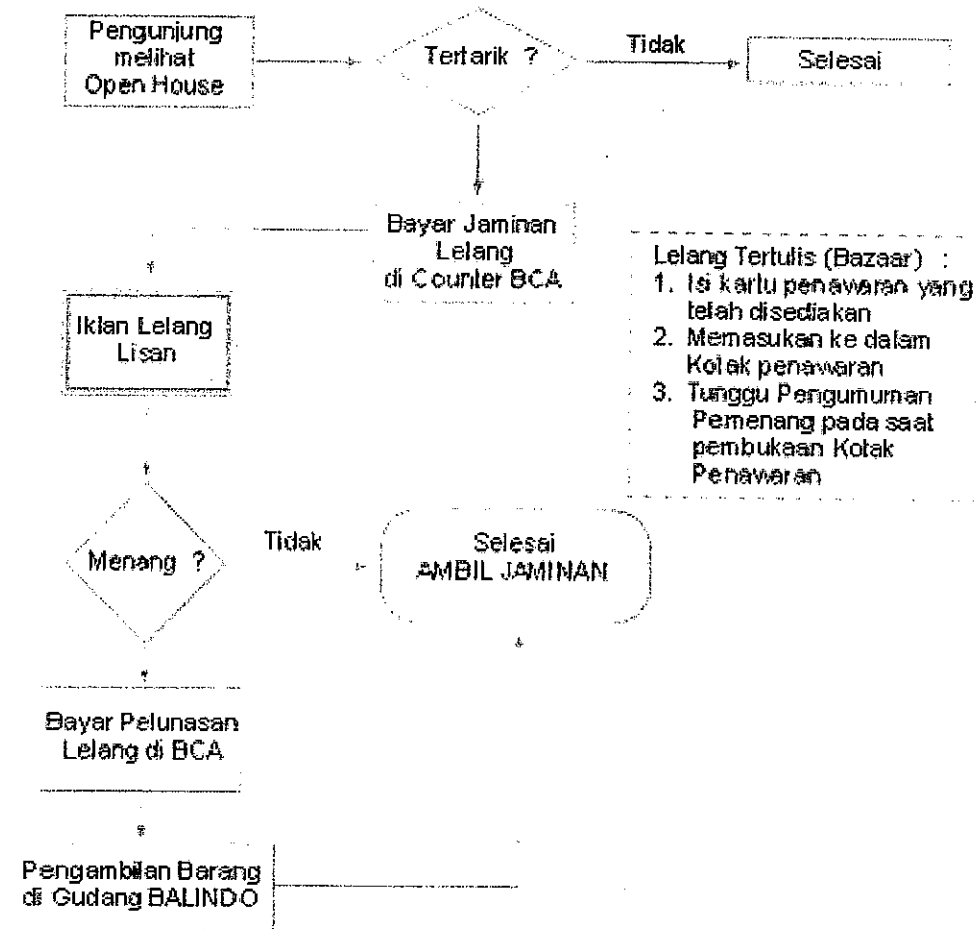 Pengunjung
melihat
Open House
Tertarik ?
Tidak
Selesai
Bayar Jaminan
Lelang
di Counter BCA
Lelang Tertulis (Bazaar) :
1. Isi kartu penawaran yang
telah disediakan
2. Memasukan ke dalam
Kotak penawaran
3. Tunggu Pengumuman
Pemenang pada saat
pembukaan Kotak
Penawaran
Iklan Lelang
Lisan
Menang ?
Tidak
Selesai
AMBIL JAMINAN
Bayar Pelunasan
Lelang di BCA
Pengambilan Barang
di Gudang BALINDO